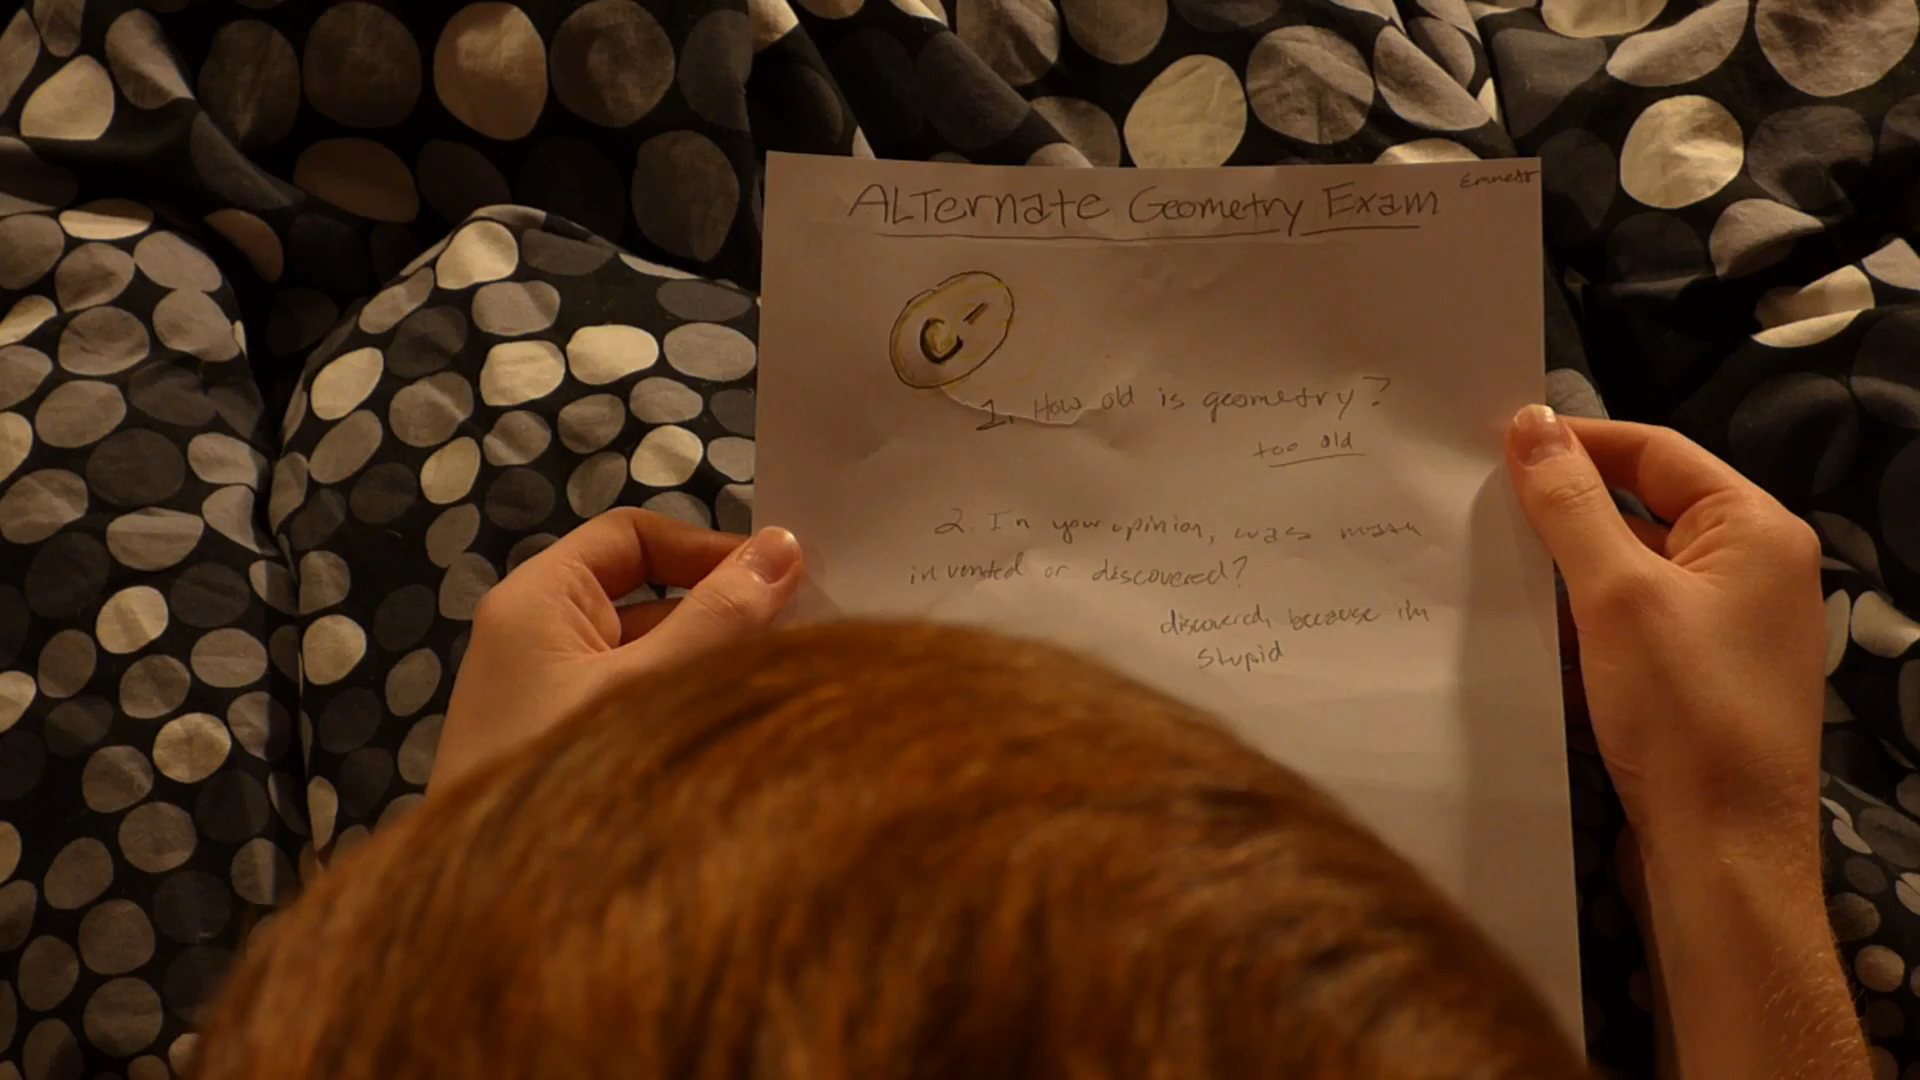 Emmett
ALTernate Geometry Exam
C-
1. How old is geometry?
too old
2. In your opinion, was math
invented or discovered?
discovered, because im
stupid